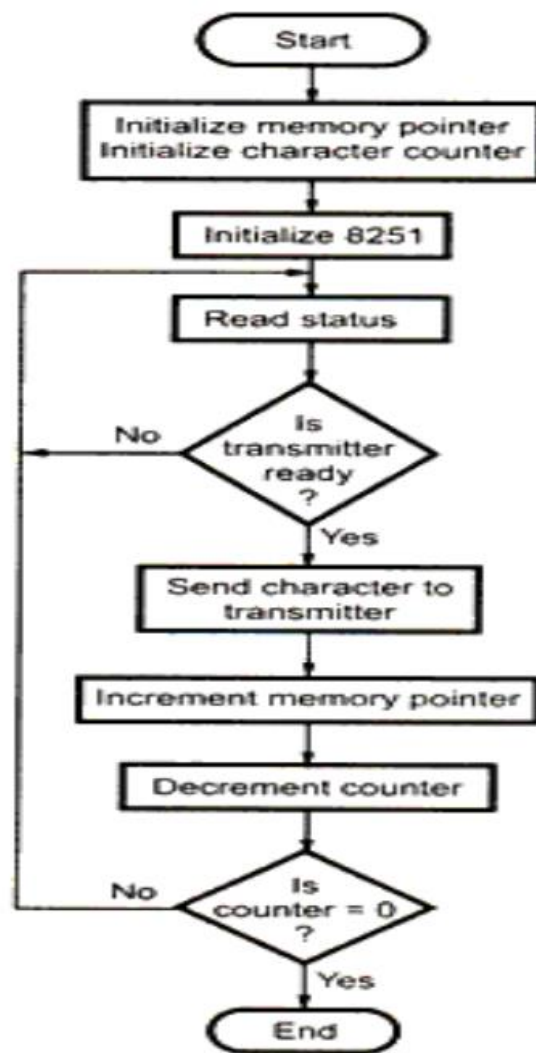 Start
Initialize memory pointer
Initialize character counter
Initialize 8251
Read status
Is
transmitter
ready
?
No
Yes
Send character to
transmitter
Increment memory pointer
Decrement counter
Is
counter = 0
?
No
Yes
End